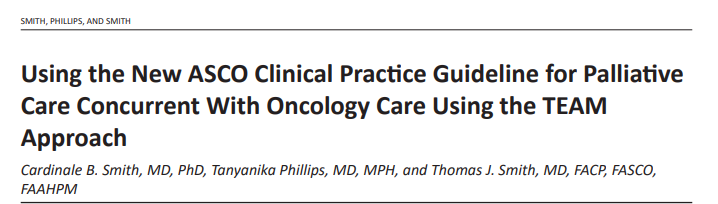 SMITH, PHILLIPS, AND SMITH
Using the New ASCO Clinical Practice Guideline for Palliative
Care Concurrent With Oncology Care Using the TEAM
Approach
Cardinale B. Smith, MD, PhD, Tanyanika Phillips, MD, MPH, and Thomas J. Smith, MD, FACP, FASCO,
FAAHPM